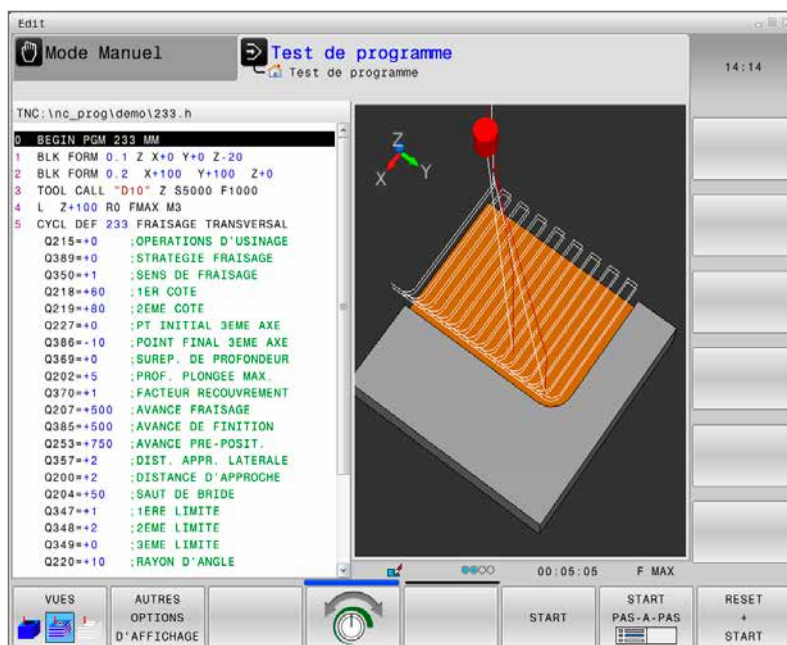 Edit
Mode Manuel
Test de programme
Test de programme
14:14
TNC:\nc_prog\demo\233.h
0 BEGIN PGM 233 MM
1 BLK FORM 0.1 Z X+0 Y+0 Z-20
2 BLK FORM 0.2 X+100 Y+100 Z+0
3 TOOL CALL "D10" Z S5000 F1000
4 L Z+100 R0 FMAX M3
5 CYCL DEF 233 FRAISAGE TRANSVERSAL
Q215=+0 ;OPERATIONS D'USINAGE
Q389=+0 ;STRATEGIE FRAISAGE
Q350=+1 ;SENS DE FRAISAGE
Q218=+60 ;1ER COTE
Q219=+80 ;2EME COTE
Q227=+0 ;PT INITIAL 3EME AXE
Q386=-10 ;POINT FINAL 3EME AXE
Q369=+0 ;SUREP. DE PROFONDEUR
Q202=+5 ;PROF. PLONGEE MAX.
Q370=+1 ;FACTEUR RECOUVREMENT
Q207=+500 ;AVANCE FRAISAGE
Q385=+500 ;AVANCE DE FINITION
Q253=+750 ;AVANCE PRE-POSIT.
Q357=+2 ;DIST. APPR. LATERALE
Q200=+2 ;DISTANCE D'APPROCHE
Q204=+50 ;SAUT DE BRIDE
Q347=+1 ;1ERE LIMITE
Q348=+2 ;2EME LIMITE
Q349=+0 ;3EME LIMITE
Q220=+10 ;RAYON D'ANGLE
Z
X
Y
00:05:05 F MAX
VUES
AUTRES OPTIONS D'AFFICHAGE
START
START PAS-A-PAS
RESET + START